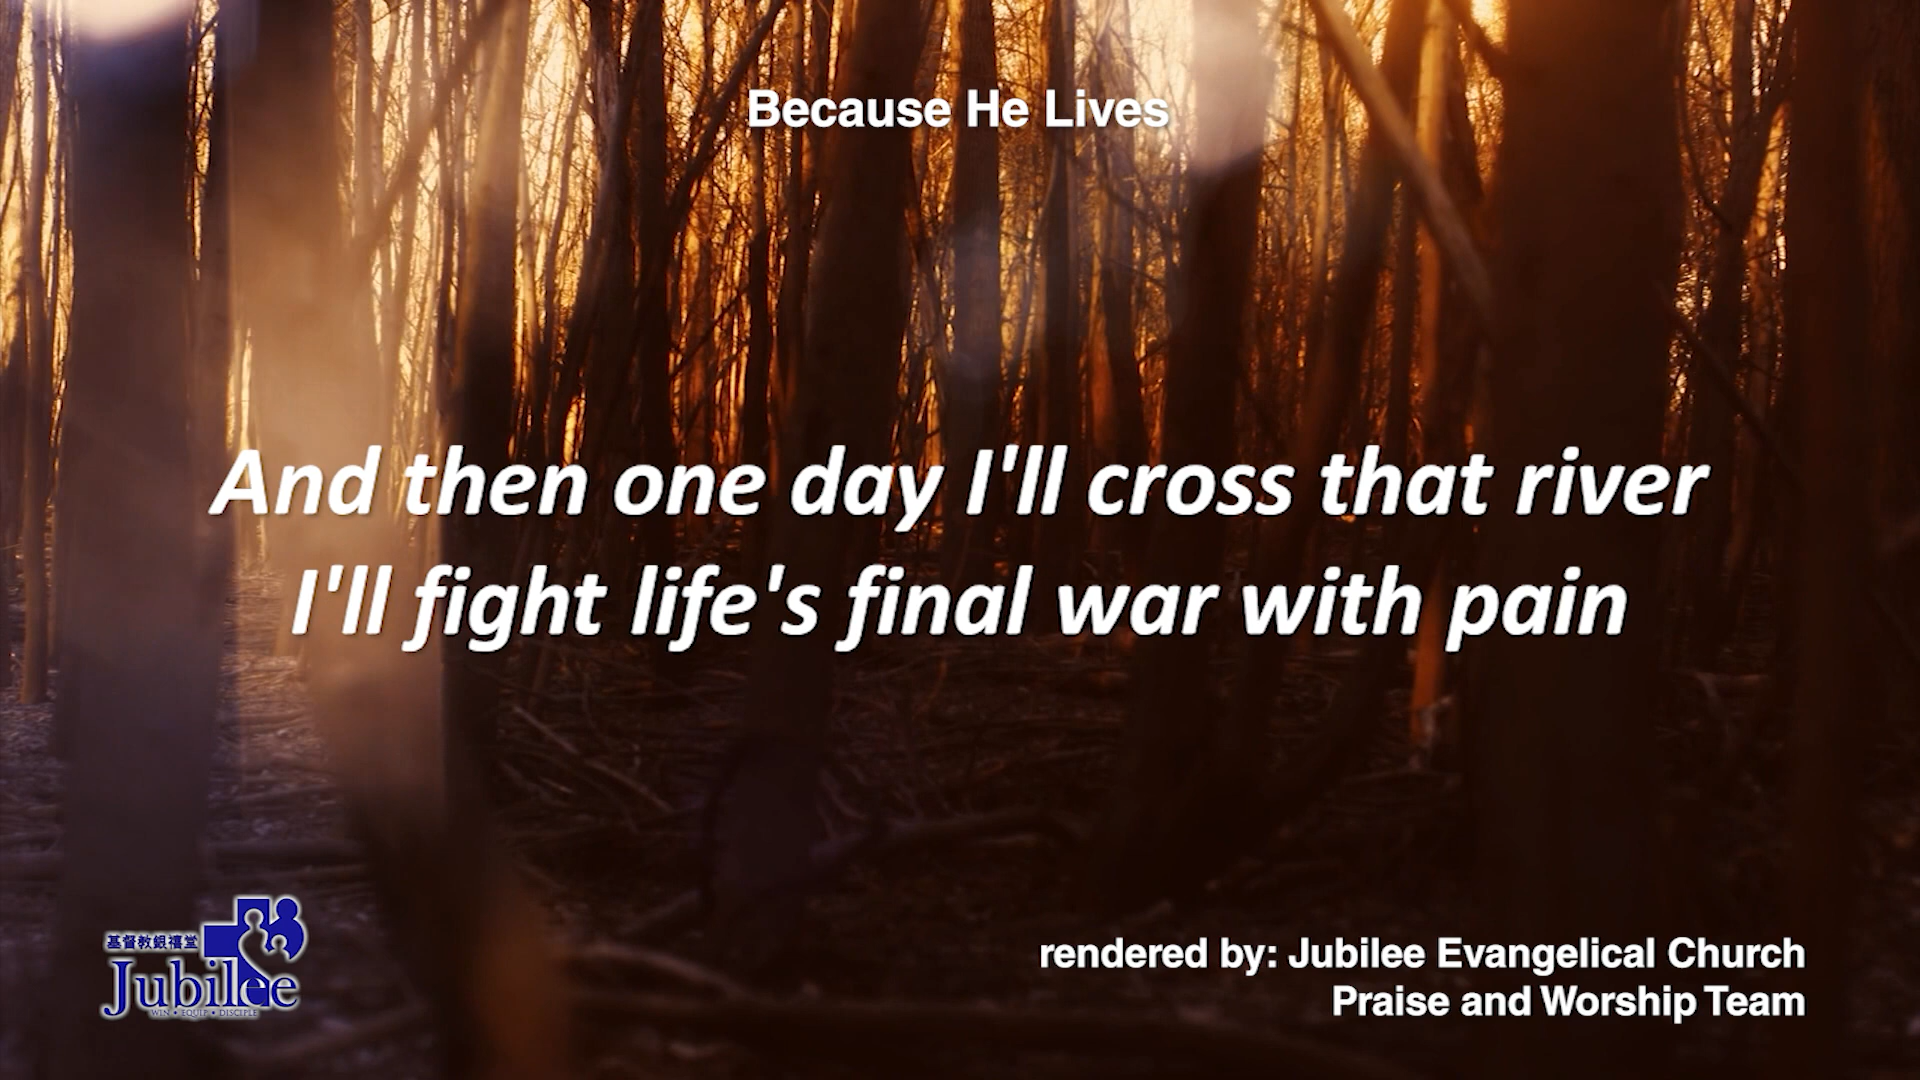 Because He Lives
And then one day I'll cross that river
I'll fight life's final war with pain
基督教銀禧堂
Jubilee
WIN • EQUIP • DISCIPLE
rendered by: Jubilee Evangelical Church
Praise and Worship Team